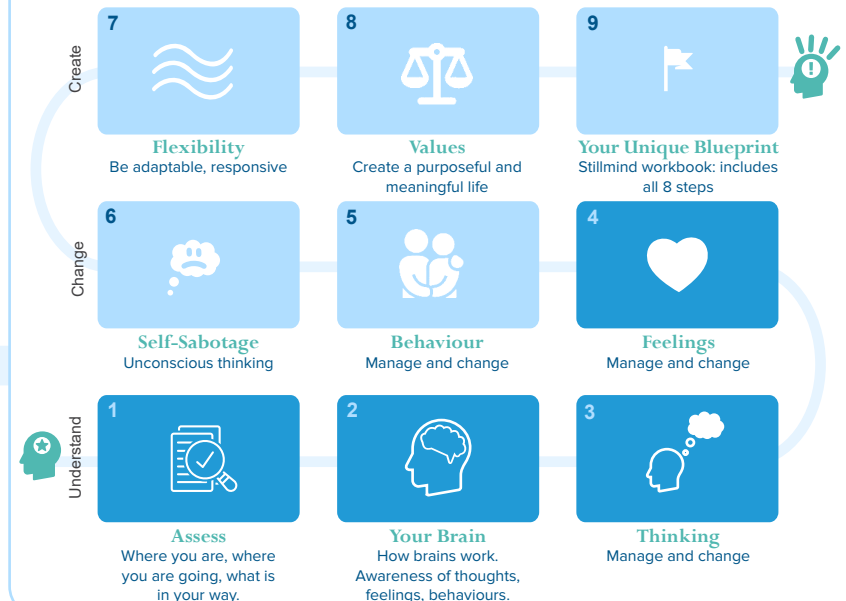 Create
7
Flexibility
Be adaptable, responsive
8
Values
Create a purposeful and
meaningful life
9
Your Unique Blueprint
Stillmind workbook: includes
all 8 steps
Change
6
Self-Sabotage
Unconscious thinking
5
Behaviour
Manage and change
4
Feelings
Manage and change
Understand
1
Assess
Where you are, where
you are going, what is
in your way.
2
Your Brain
How brains work.
Awareness of thoughts,
feelings, behaviours.
3
Thinking
Manage and change